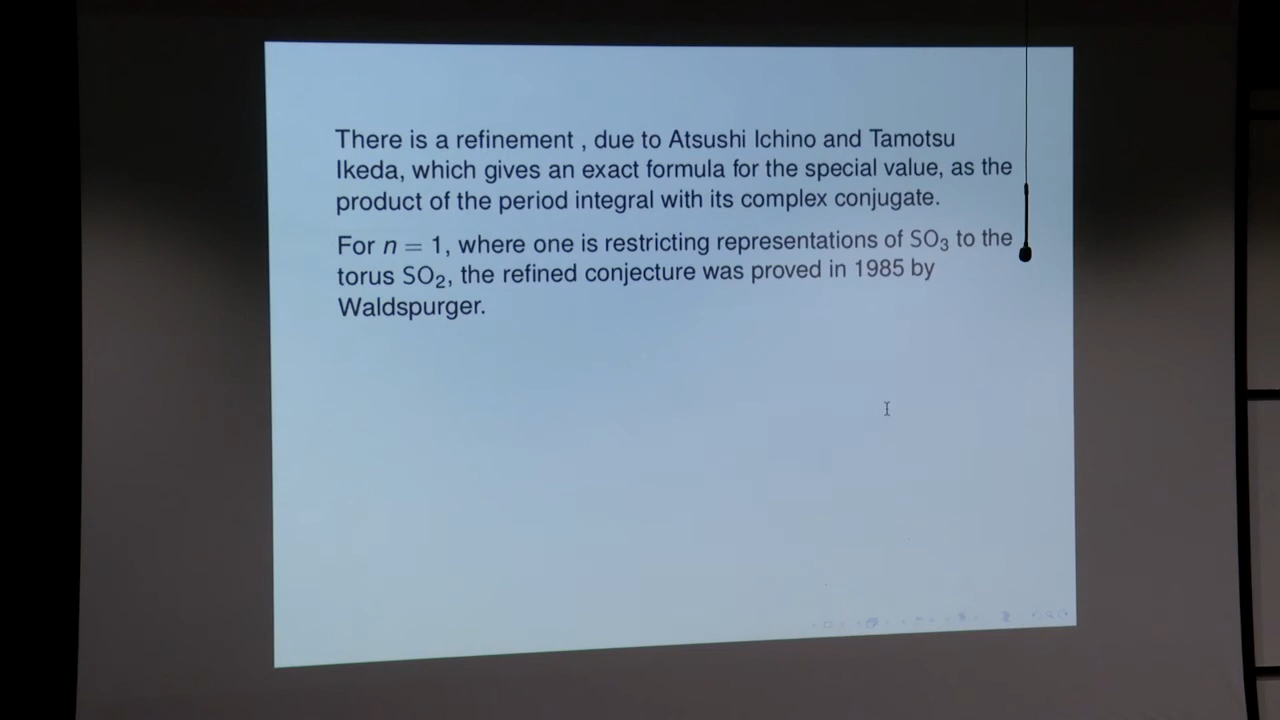 There is a refinement , due to Atsushi Ichino and Tamotsu
Ikeda, which gives an exact formula for the special value, as the
product of the period integral with its complex conjugate.
For n = 1, where one is restricting representations of SO₃ to the
torus SO₂, the refined conjecture was proved in 1985 by
Waldspurger.